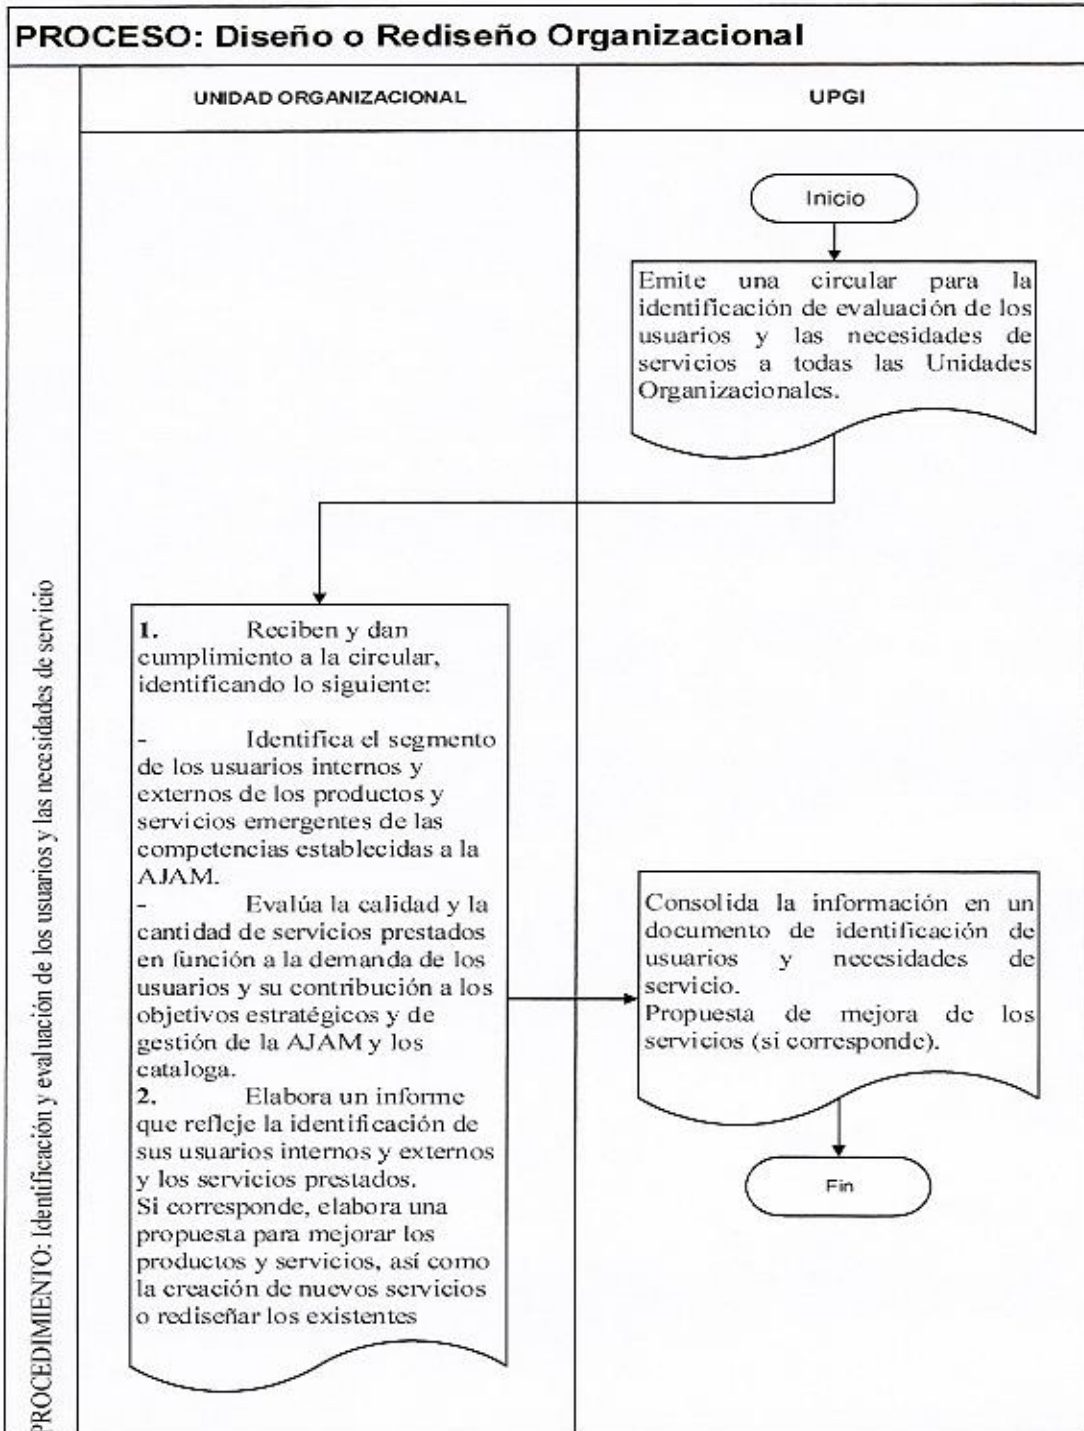 PROCESO: Diseño o Rediseño Organizacional
UNIDAD ORGANIZACIONAL
UPGI
PROCEDIMIENTO: Identificación y evaluación de los usuarios y las necesidades de servicio
Inicio
Emite una circular para la
identificación de evaluación de los
usuarios y las necesidades de
servicios a todas las Unidades
Organizacionales.
1. Reciben y dan
cumplimiento a la circular,
identificando lo siguiente:
- Identifica el segmento
de los usuarios internos y
externos de los productos y
servicios emergentes de las
competencias establecidas a la
AJAM.
- Evalúa la calidad y la
cantidad de servicios prestados
en función a la demanda de los
usuarios y su contribución a los
objetivos estratégicos y de
gestión de la AJAM y los
cataloga.
2. Elabora un informe
que refleje la identificación de
sus usuarios internos y externos
y los servicios prestados.
Si corresponde, elabora una
propuesta para mejorar los
productos y servicios, así como
la creación de nuevos servicios
o rediseñar los existentes
Consolida la información en un
documento de identificación de
usuarios y necesidades de
servicio.
Propuesta de mejora de los
servicios (si corresponde).
Fin